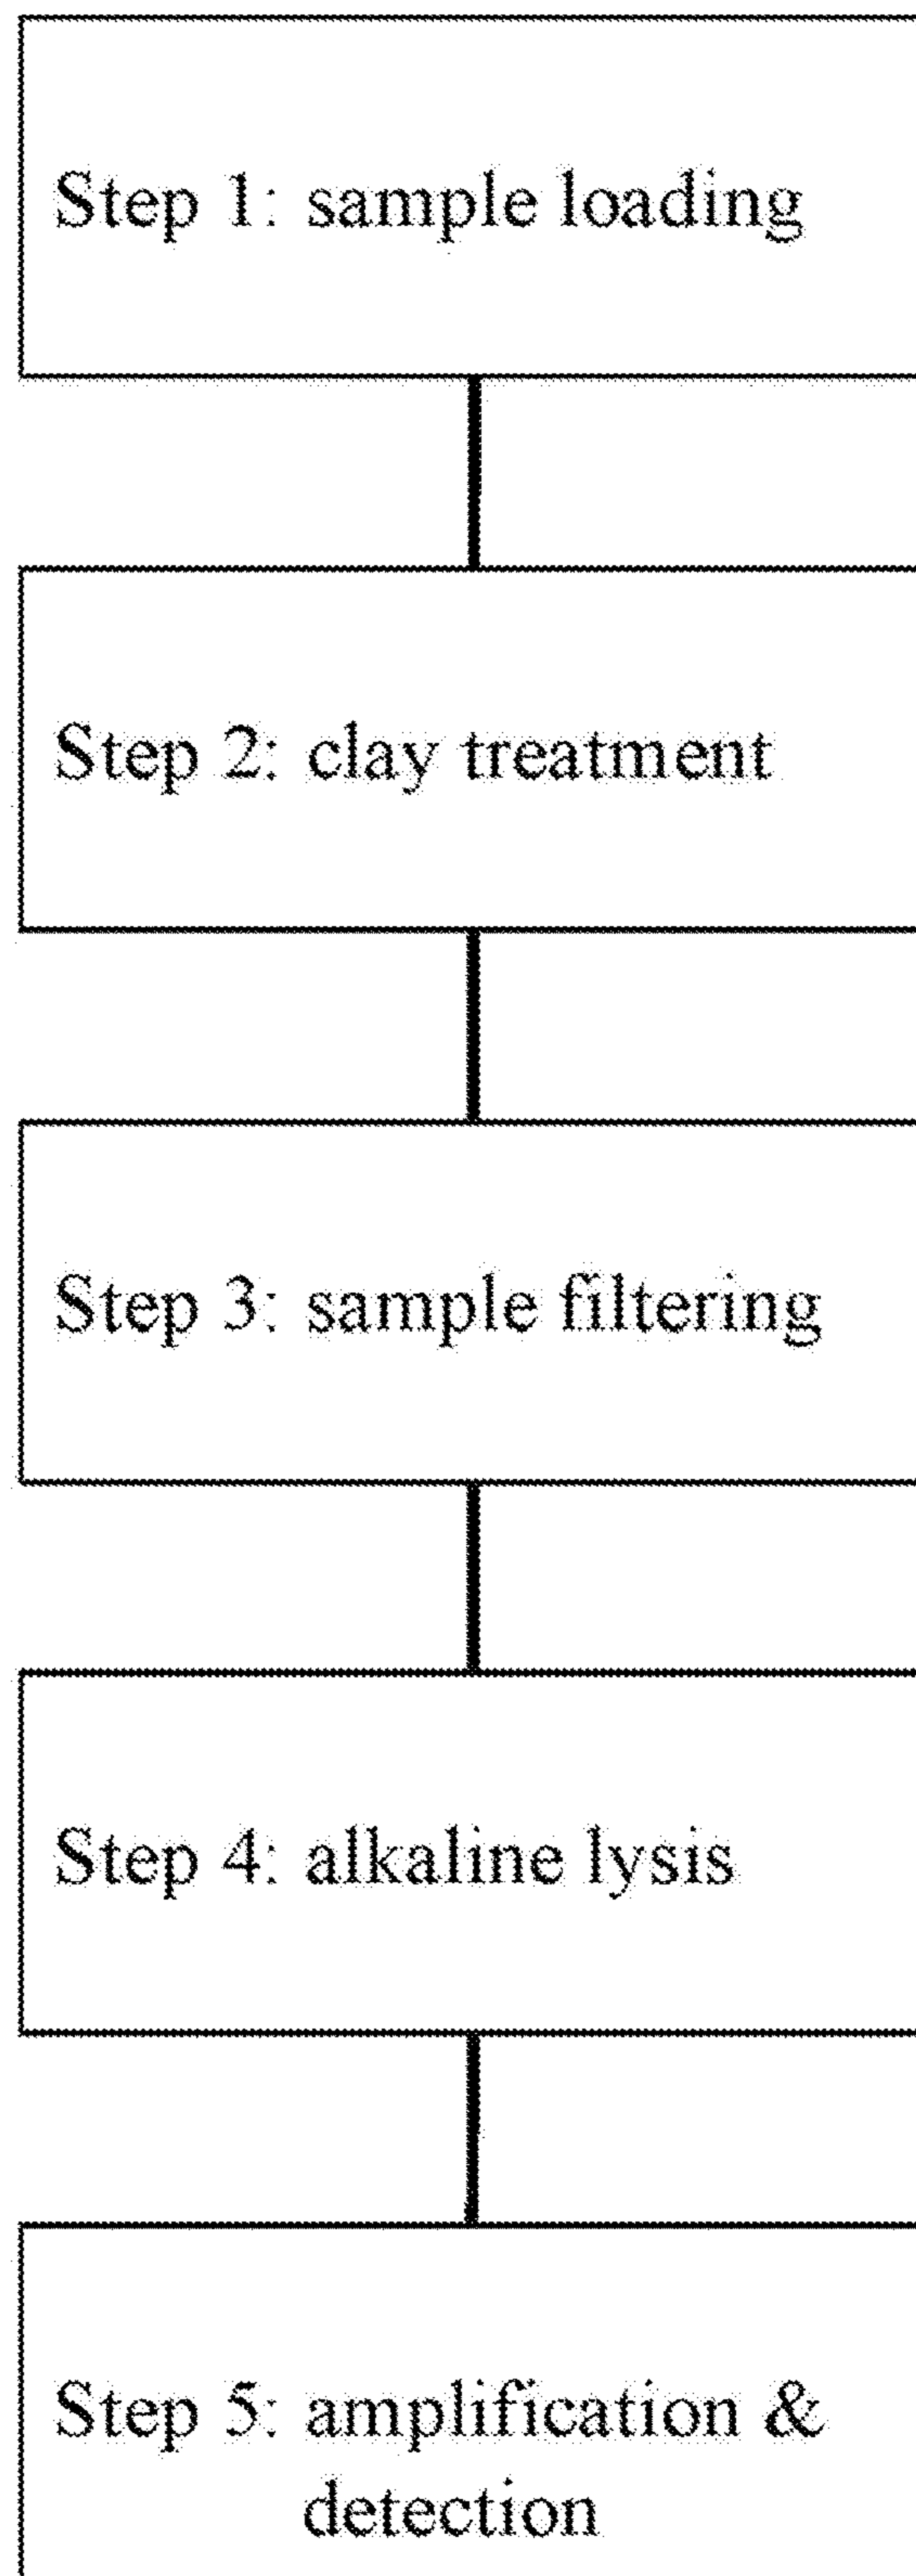 Step 1: sample loading
Step 2: clay treatment
Step 3: sample filtering
Step 4: alkaline lysis
Step 5: amplification &
detection